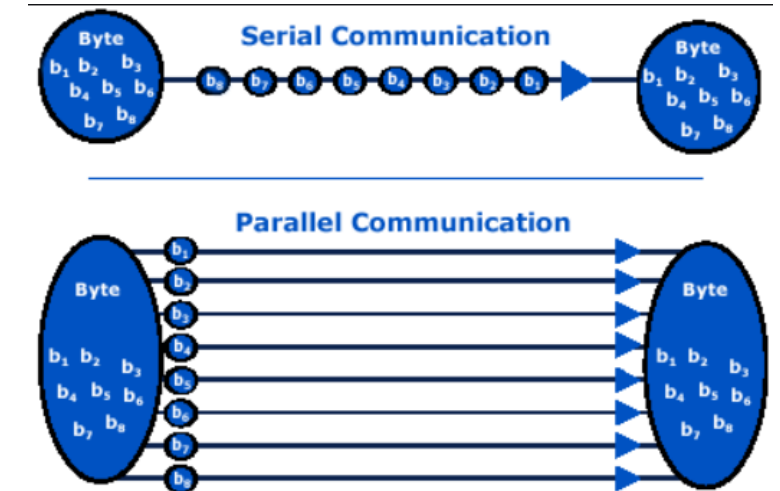 Serial Communication
Byte
b1 b2 b3
b4 b5 b6
b7 b8
b8 b7 b6 b5 b4 b3 b2 b1
Byte
b1 b2 b3
b4 b5 b6
b7 b8
Parallel Communication
Byte
b1 b2 b3
b4 b5 b6
b7 b8
b1
b2
b3
b4
b5
b6
b7
b8
Byte
b1 b2 b3
b4 b5 b6
b7 b8